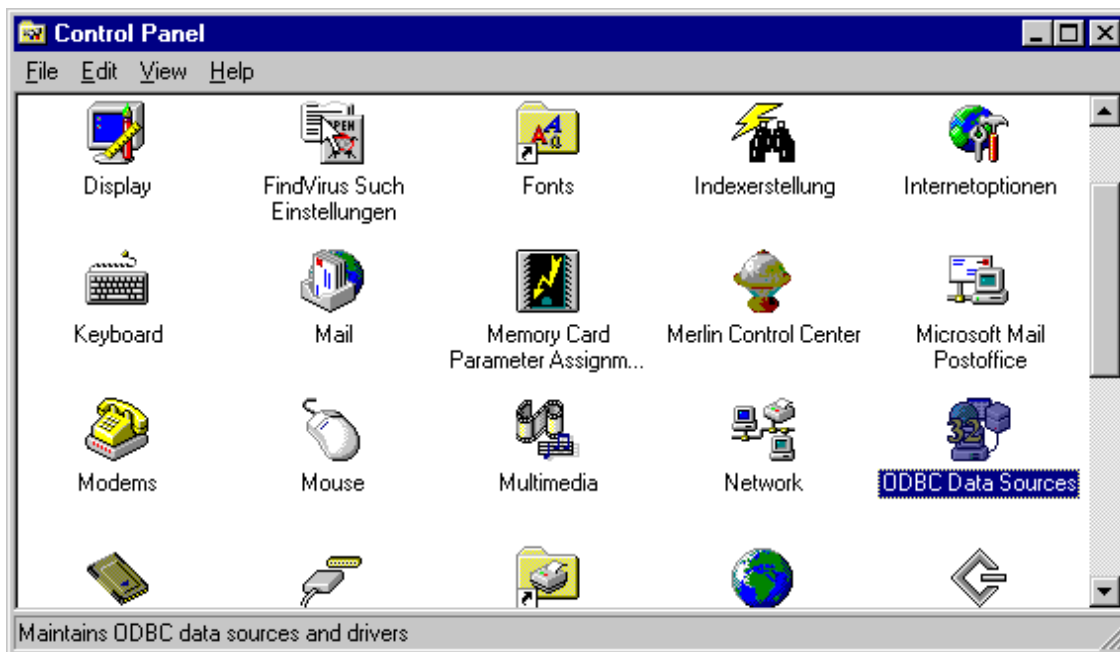 Control Panel
File Edit View Help
OPEN
Display
FindVirus Such
Einstellungen
Fonts
Indexerstellung
Internetoptionen
Keyboard
Mail
Memory Card
Parameter Assignm...
Merlin Control Center
Microsoft Mail
Postoffice
32
Modems
Mouse
Multimedia
Network
ODBC Data Sources
Maintains ODBC data sources and drivers